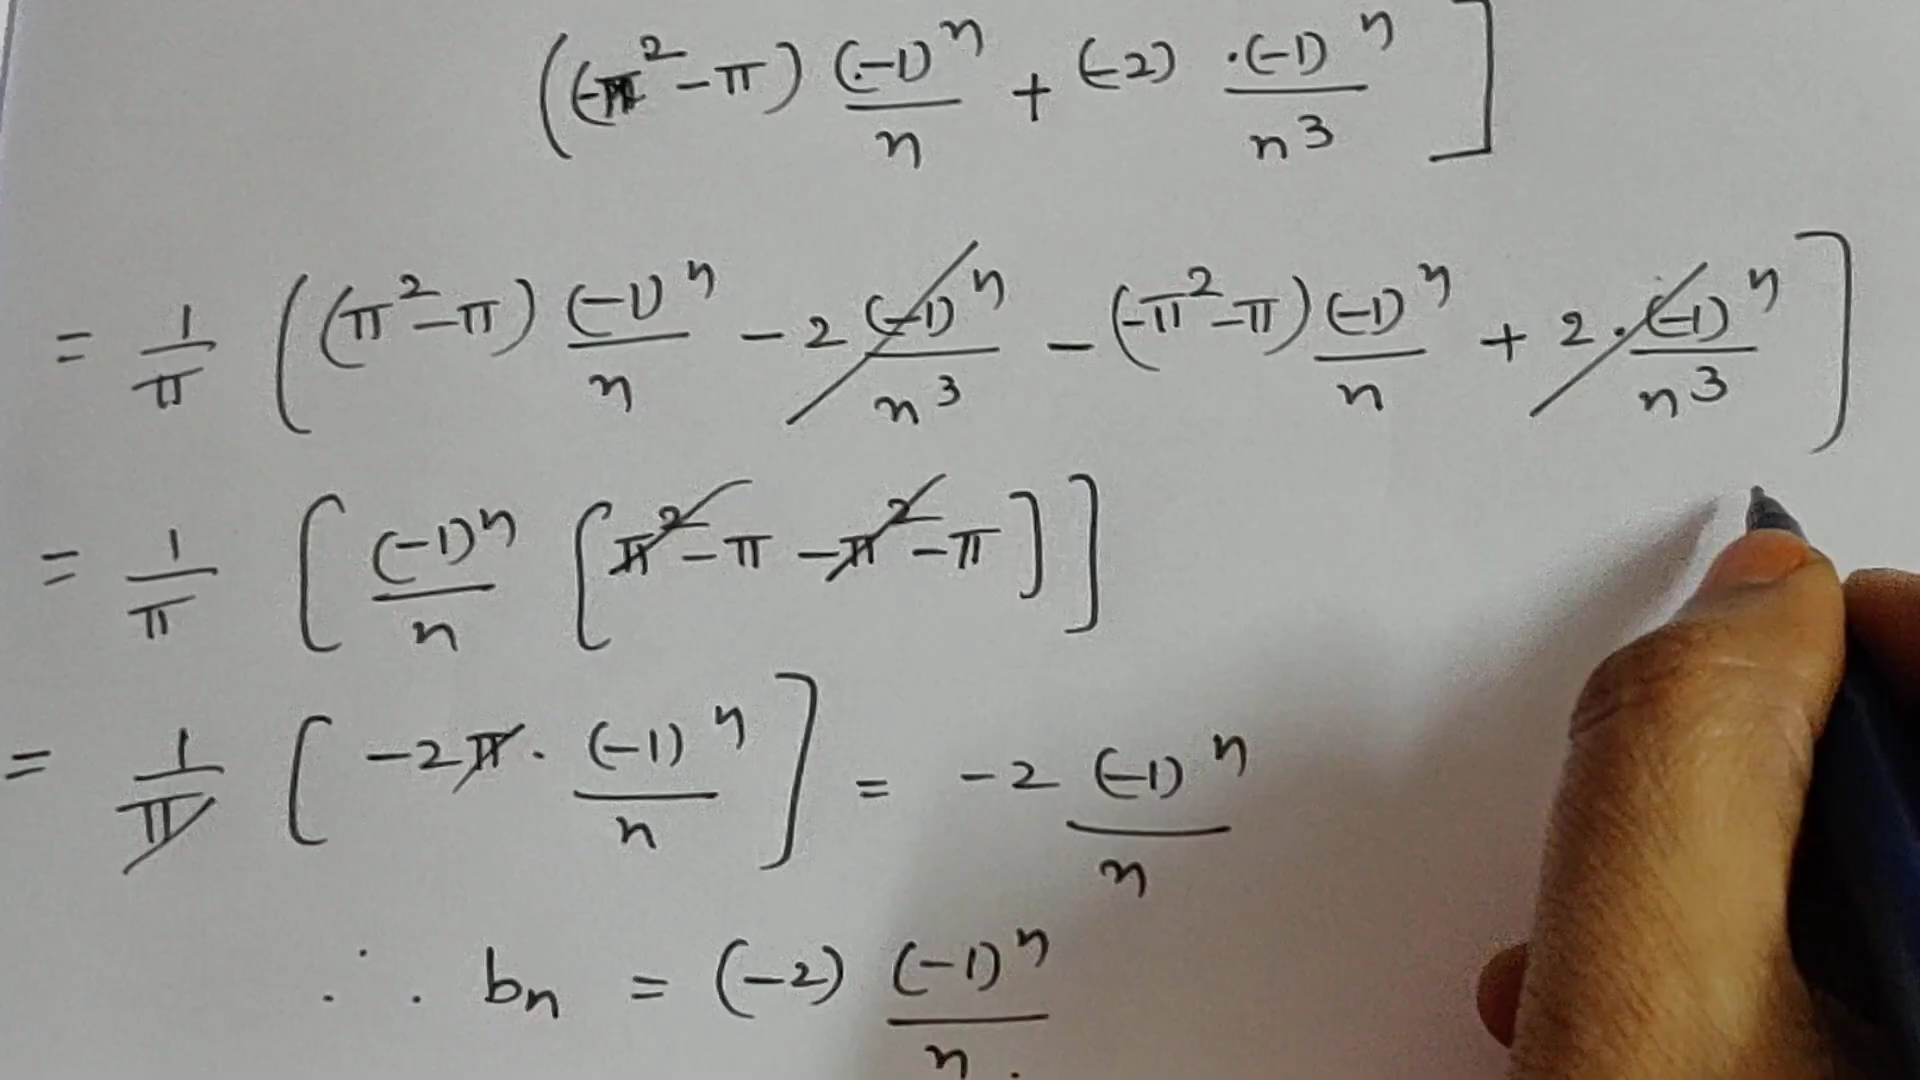 ((-π²-π) (-1)ⁿ/n + (-2) ·(-1)ⁿ/n³ ]
= 1/π ( (π²-π) (-1)ⁿ/n - 2 (-1)ⁿ/n³ - (-π²-π) (-1)ⁿ/n + 2·(-1)ⁿ/n³ ]
= 1/π [ (-1)ⁿ/n [π²-π-π²-π] ]
= 1/π [ -2π· (-1)ⁿ/n ] = -2 (-1)ⁿ/n
∴ bn = (-2) (-1)ⁿ/n.